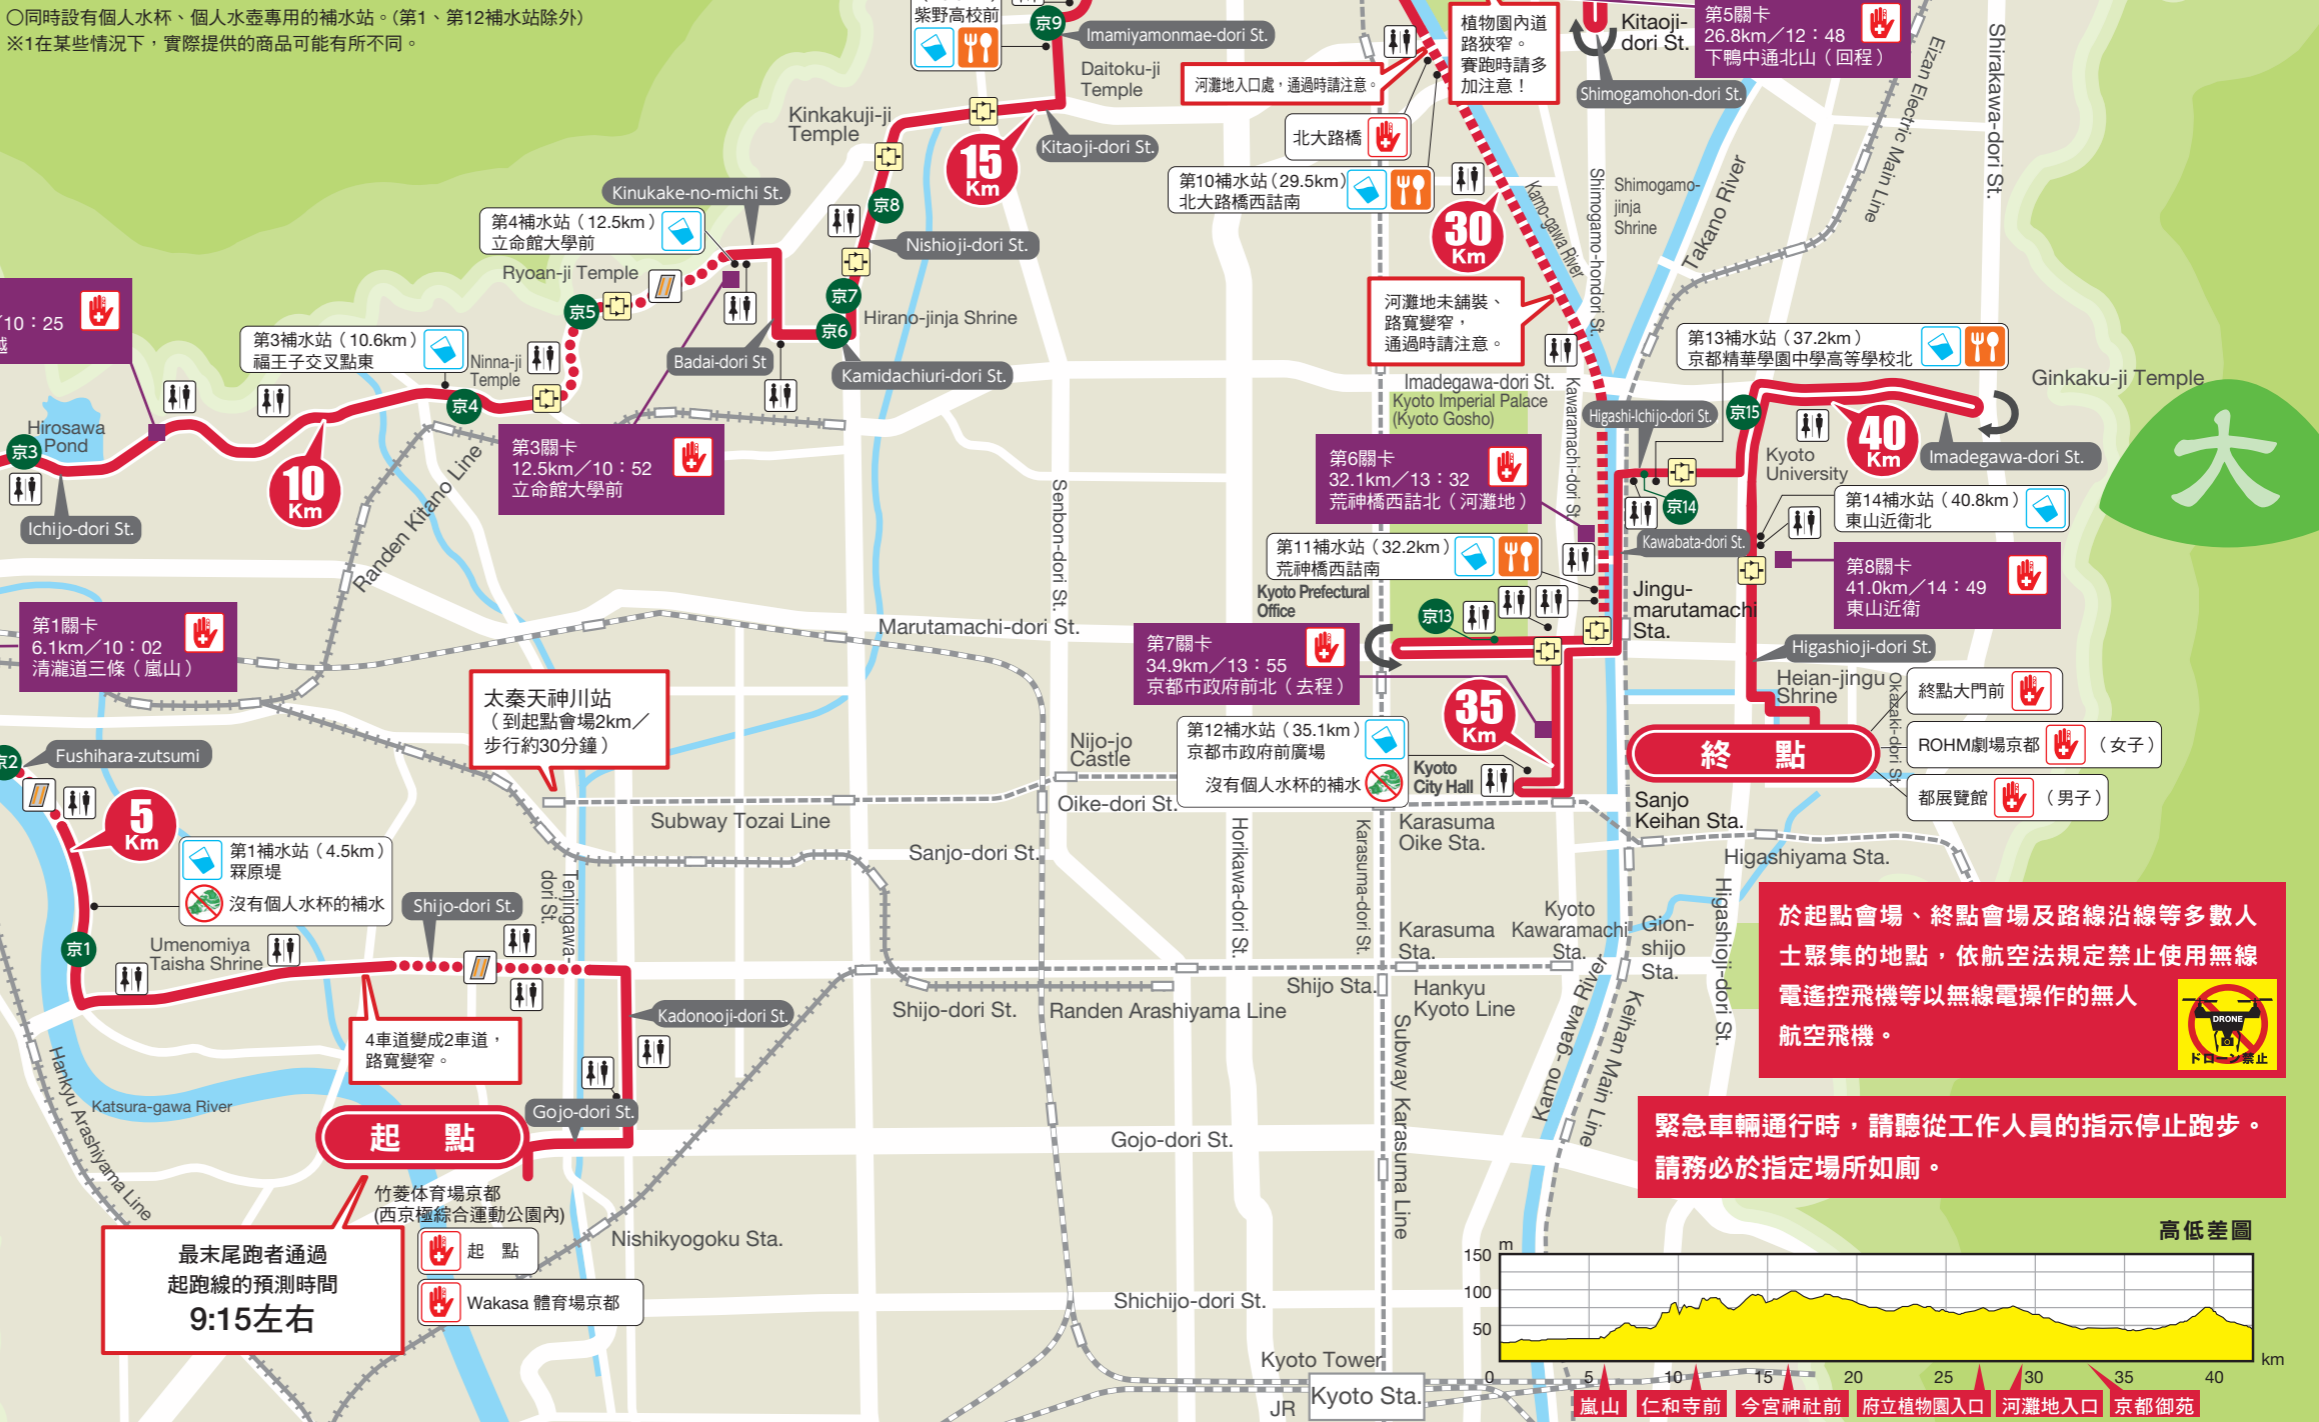 ○同時設有個人水杯、個人水壺專用的補水站。(第1、第12補水站除外)
※1在某些情況下，實際提供的商品可能有所不同。
紫野高校前
京9
Imamiyamonmae-dori St.
Daitoku-ji
Temple
Kinkakuji-ji
Temple
15
Km
Kitaoji-dori St.
植物園內道
路狹窄。
賽跑時請多
加注意！
Kitaoji-
dori St.
第5關卡
26.8km／12：48
下鴨中通北山（回程）
河灘地入口處，通過時請注意。
Shimogamohon-dori St.
北大路橋
第10補水站（29.5km）
北大路橋西詰南
30
Km
Kamo-gawa River
Shimogamo-hondori St.
Shimogamo-
jinja
Shrine
Takano River
Eizan Electric Main Line
Shirakawa-dori St.
Kinukake-no-michi St.
第4補水站（12.5km）
立命館大學前
京8
Nishioji-dori St.
Ryoan-ji Temple
京5
京7
京6
Hirano-jinja Shrine
Badai-dori St
Kamidachiuri-dori St.
／10：25
越
第3補水站（10.6km）
福王子交叉點東
Ninna-ji
Temple
京4
Hirosawa
Pond
京3
Ichijo-dori St.
10
Km
Randen Kitano Line
第3關卡
12.5km／10：52
立命館大學前
河灘地未舖裝、
路寬變窄，
通過時請注意。
Imadegawa-dori St.
Kyoto Imperial Palace
(Kyoto Gosho)
Kawaramachi-dori St.
第13補水站（37.2km）
京都精華學園中學高等學校北
Ginkaku-ji Temple
大
Higashi-Ichijo-dori St.
京15
Kyoto
University
40
Km
Imadegawa-dori St.
第6關卡
32.1km／13：32
荒神橋西詰北（河灘地）
京14
Kawabata-dori St.
第14補水站（40.8km）
東山近衛北
第8關卡
41.0km／14：49
東山近衛
第11補水站（32.2km）
荒神橋西詰南
Kyoto Prefectural
Office
京13
Jingu-
marutamachi
Sta.
Senbon-dori St.
Marutamachi-dori St.
第1關卡
6.1km／10：02
清瀧道三條（嵐山）
第7關卡
34.9km／13：55
京都市政府前北（去程）
Higashioji-dori St.
Heian-jingu
Shrine
Okazaki-dori St.
終點大門前
ROHM劇場京都
（女子）
都展覽館
（男子）
終 點
35
Km
第12補水站（35.1km）
京都市政府前廣場
沒有個人水杯的補水
Kyoto
City Hall
太秦天神川站
（到起點會場2km／
步行約30分鐘）
京2
Fushihara-zutsumi
5
Km
第1補水站（4.5km）
罧原堤
沒有個人水杯的補水
Nijo-jo
Castle
Oike-dori St.
Subway Tozai Line
Sanjo-dori St.
Horikawa-dori St.
Karasuma-dori St.
Karasuma
Oike Sta.
Sanjo
Keihan Sta.
Higashiyama Sta.
Tenjingawa-
dori St.
Shijo-dori St.
京1
Umenomiya
Taisha Shrine
Kadonooji-dori St.
4車道變成2車道，
路寬變窄。
Shijo-dori St.
Randen Arashiyama Line
Shijo Sta.
Karasuma
Sta.
Hankyu
Kyoto Line
Kyoto
Kawaramachi
Sta.
Gion-
shijo
Sta.
Higashioji-dori St.
Kamo-gawa River
Keihan Main Line
於起點會場、終點會場及路線沿線等多數人
士聚集的地點，依航空法規定禁止使用無線
電遙控飛機等以無線電操作的無人
航空飛機。
DRONE
ドローン禁止
Hankyu Arashiyama Line
Katsura-gawa River
Gojo-dori St.
起 點
Gojo-dori St.
Subway Karasuma Line
緊急車輛通行時，請聽從工作人員的指示停止跑步。
請務必於指定場所如廁。
竹菱体育場京都
(西京極綜合運動公園內)
起 點
Wakasa 體育場京都
Nishikyogoku Sta.
最末尾跑者通過
起跑線的預測時間
9:15左右
Shichijo-dori St.
Kyoto Tower
Kyoto Sta.
JR
高低差圖
m
150
100
50
0
5
10
15
20
25
30
35
40
km
嵐山
仁和寺前
今宮神社前
府立植物園入口
河灘地入口
京都御苑